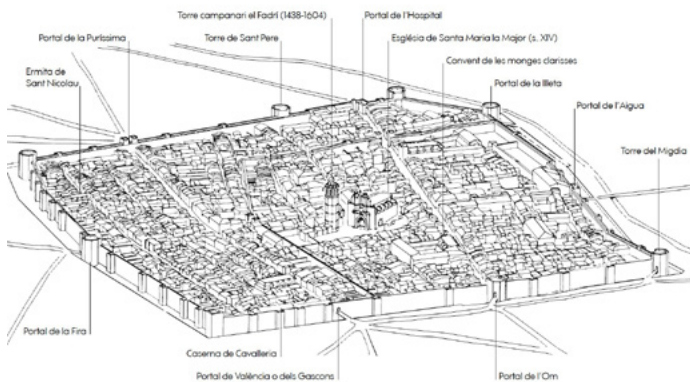 Torre campanari el Fadrí (1438-1604)
Portal de l'Hospital
Portal de la Puríssima
Torre de Sant Pere
Església de Santa Maria la Major (s. XIV)
Convent de les monges clarisses
Ermita de
Sant Nicolau
Portal de la Illeta
Portal de l'Aigua
Torre del Migdia
Portal de la Fira
Caserna de Cavalleria
Portal de València o dels Gascons
Portal de l'Om